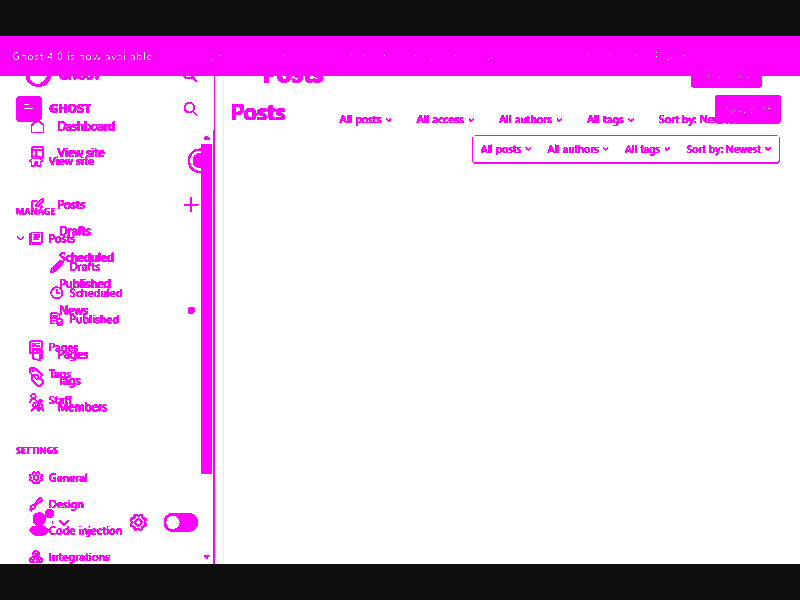 Ghost 4.0 is now available
Ghost
Posts
GHOST
Posts
All posts
All access
All authors
All tags
Sort by:
Dashboard
View site
View site
All posts
All authors
All tags
Sort by: Newest
Posts
MANAGE
Drafts
Posts
Scheduled
Drafts
Published
Scheduled
News
Published
Pages
Pages
Tags
Tags
Staff
Members
SETTINGS
General
Design
Code injection
Integrations